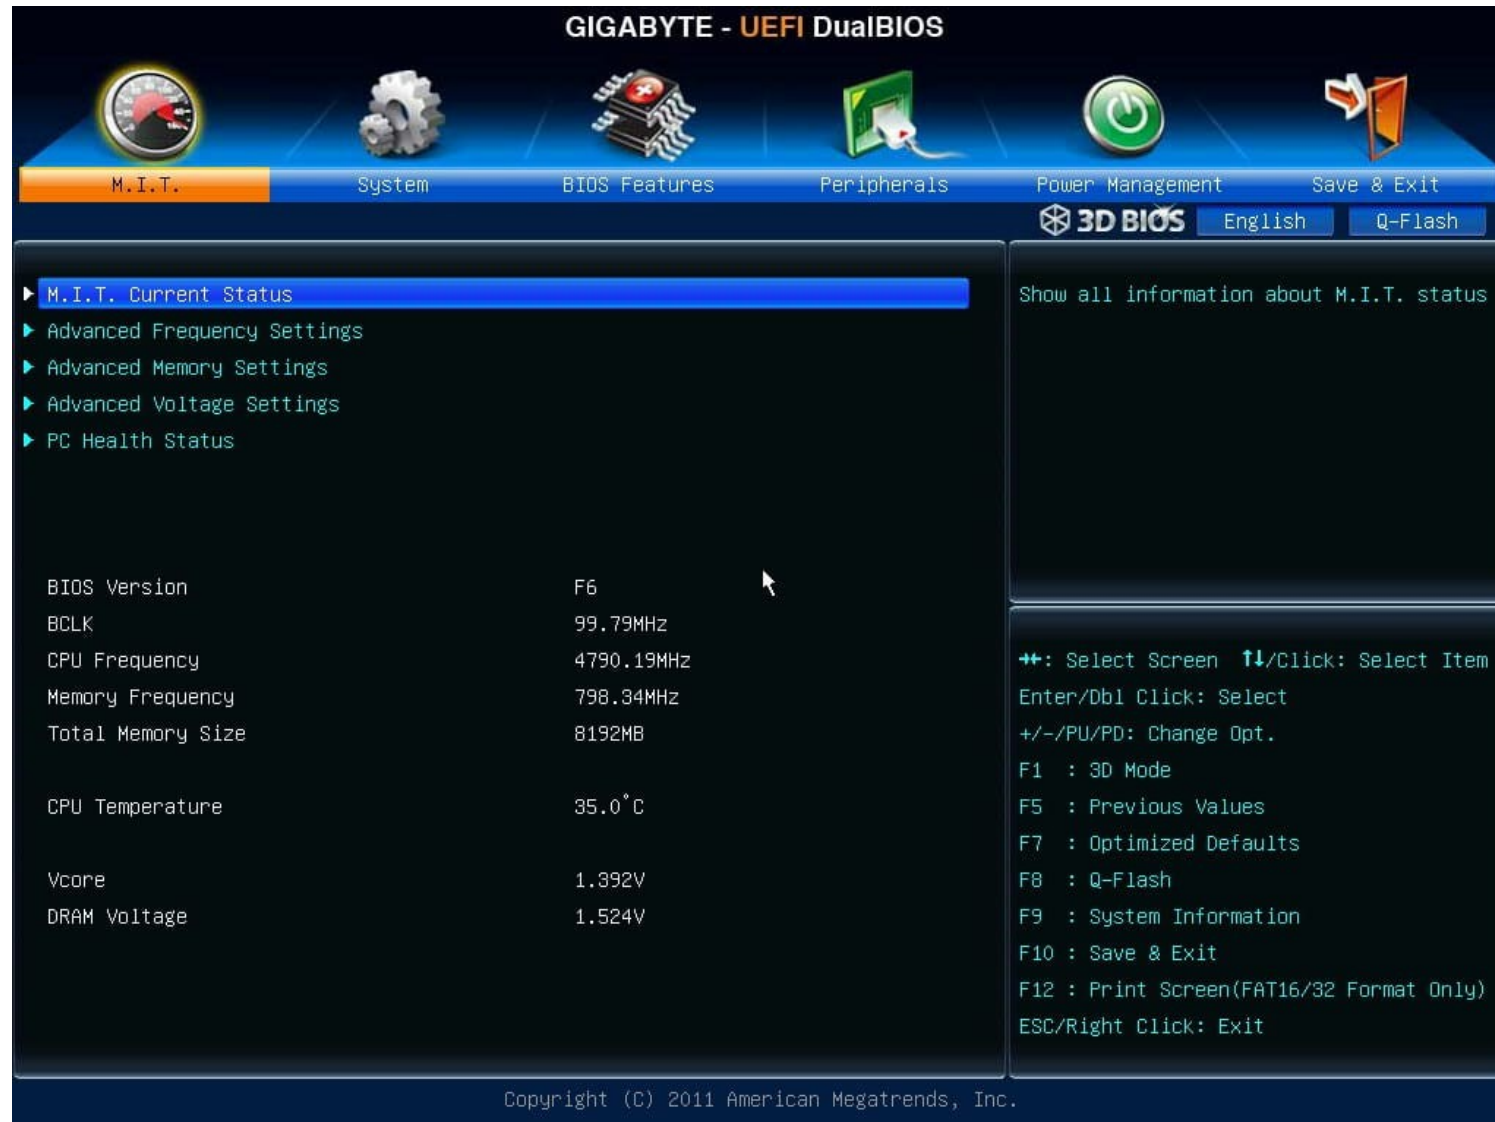 GIGABYTE - UEFI DualBIOS
M.I.T. System BIOS Features Peripherals Power Management Save & Exit
3D BIOS English Q-Flash
M.I.T. Current Status
Advanced Frequency Settings
Advanced Memory Settings
Advanced Voltage Settings
PC Health Status
BIOS Version F6
BCLK 99.79MHz
CPU Frequency 4790.19MHz
Memory Frequency 798.34MHz
Total Memory Size 8192MB
CPU Temperature 35.0°C
Vcore 1.392V
DRAM Voltage 1.524V
Show all information about M.I.T. status
→←: Select Screen ↑↓/Click: Select Item
Enter/Dbl Click: Select
+/-/PU/PD: Change Opt.
F1 : 3D Mode
F5 : Previous Values
F7 : Optimized Defaults
F8 : Q-Flash
F9 : System Information
F10 : Save & Exit
F12 : Print Screen(FAT16/32 Format Only)
ESC/Right Click: Exit
Copyright (C) 2011 American Megatrends, Inc.